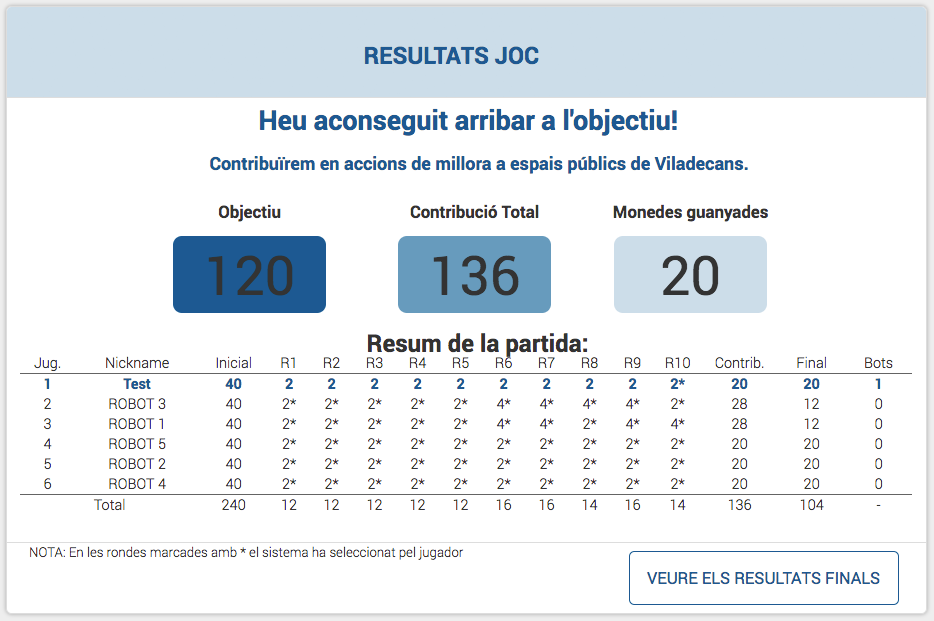 RESULTATS JOC
Heu aconseguit arribar a l'objectiu!
Contribuïrem en accions de millora a espais públics de Viladecans.
Objectiu Contribució Total Monedes guanyades
120 136 20
Resum de la partida:
Jug. Nickname Inicial R1 R2 R3 R4 R5 R6 R7 R8 R9 R10 Contrib. Final Bots
1 Test 40 2 2 2 2 2 2 2 2 2 2* 20 20 1
2 ROBOT 3 40 2* 2* 2* 2* 2* 4* 4* 4* 4* 2* 28 12 0
3 ROBOT 1 40 2* 2* 2* 2* 2* 4* 4* 2* 4* 4* 28 12 0
4 ROBOT 5 40 2* 2* 2* 2* 2* 2* 2* 2* 2* 2* 20 20 0
5 ROBOT 2 40 2* 2* 2* 2* 2* 2* 2* 2* 2* 2* 20 20 0
6 ROBOT 4 40 2* 2* 2* 2* 2* 2* 2* 2* 2* 2* 20 20 0
Total 240 12 12 12 12 12 16 16 14 16 14 136 104 -
NOTA: En les rondes marcades amb * el sistema ha seleccionat pel jugador
VEURE ELS RESULTATS FINALS